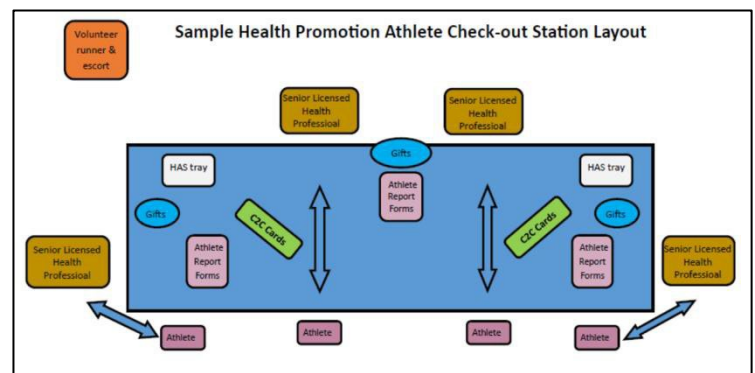 Sample Health Promotion Athlete Check-out Station Layout
Volunteer
runner &
escort
Senior Licensed
Health
Professioal
Senior Licensed
Health
Professional
Gifts
HAS tray
HAS tray
Athlete
Report
Forms
Gifts
Gifts
C2C Cards
C2C Cards
Athlete
Report
Forms
Athlete
Report
Forms
Senior Licensed
Health
Professional
Senior Licensed
Health
Professional
Athlete
Athlete
Athlete
Athlete